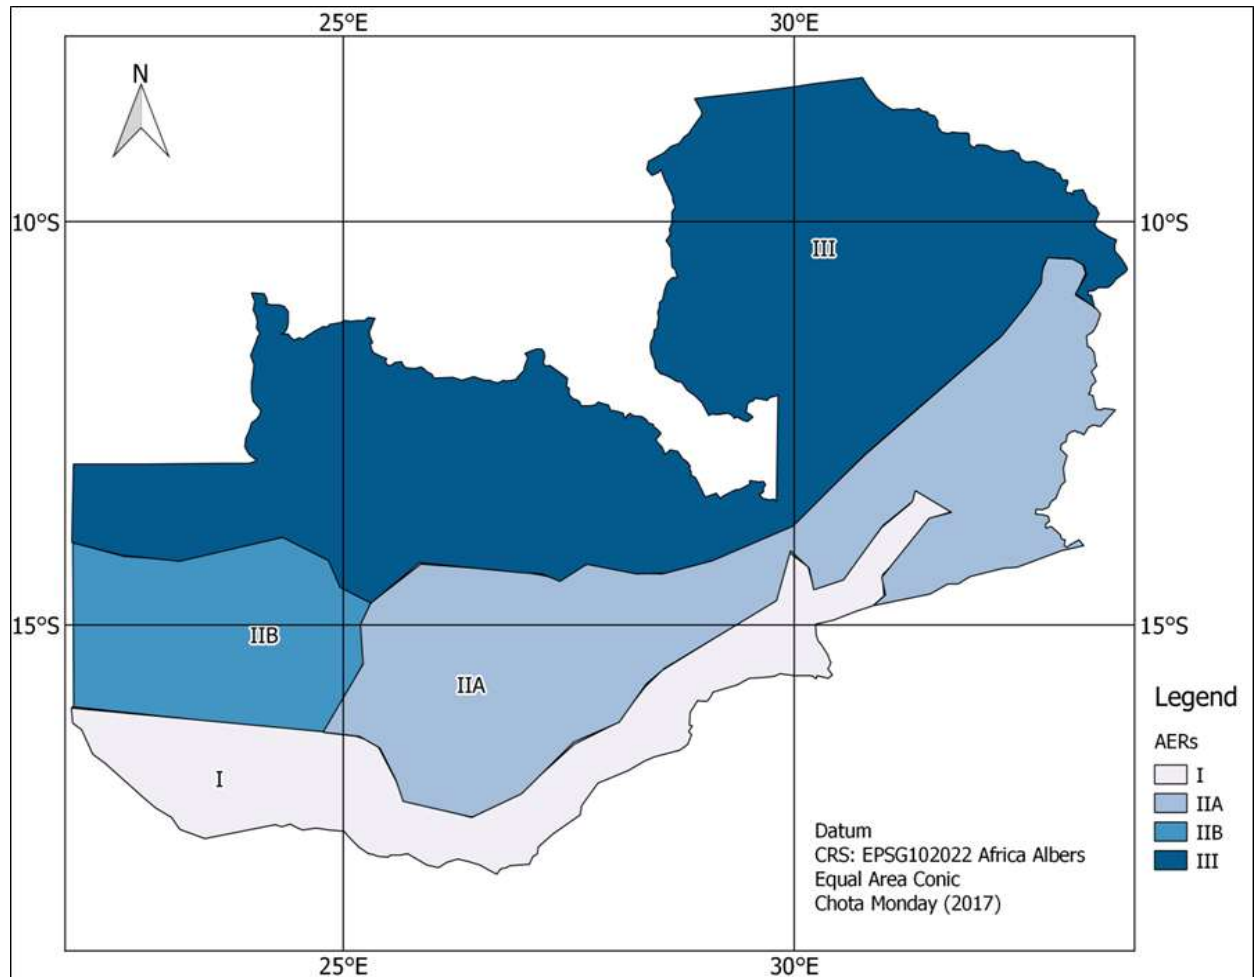 25°E 30°E
N
10°S 10°S
III
15°S 15°S
IIB
IIA
I
Legend
AERs
I
IIA
IIB
III
Datum
CRS: EPSG102022 Africa Albers
Equal Area Conic
Chota Monday (2017)
25°E 30°E